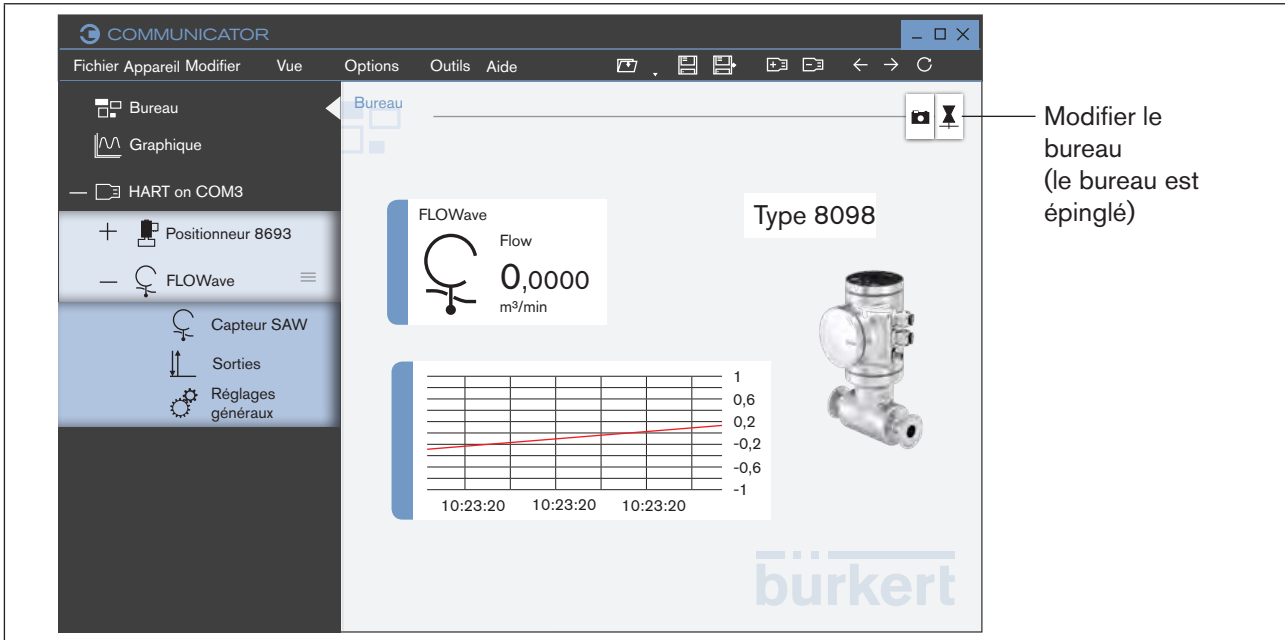 COMMUNICATOR
Fichier Appareil Modifier Vue Options Outils Aide
Bureau
Graphique
HART on COM3
Positionneur 8693
FLOWave
Capteur SAW
Sorties
Réglages
généraux
Bureau
Modifier le
bureau
(le bureau est
épinglé)
FLOWave
Flow
0,0000
m³/min
Type 8098
1
0,6
0,2
-0,2
-0,6
-1
10:23:20 10:23:20 10:23:20
burkert